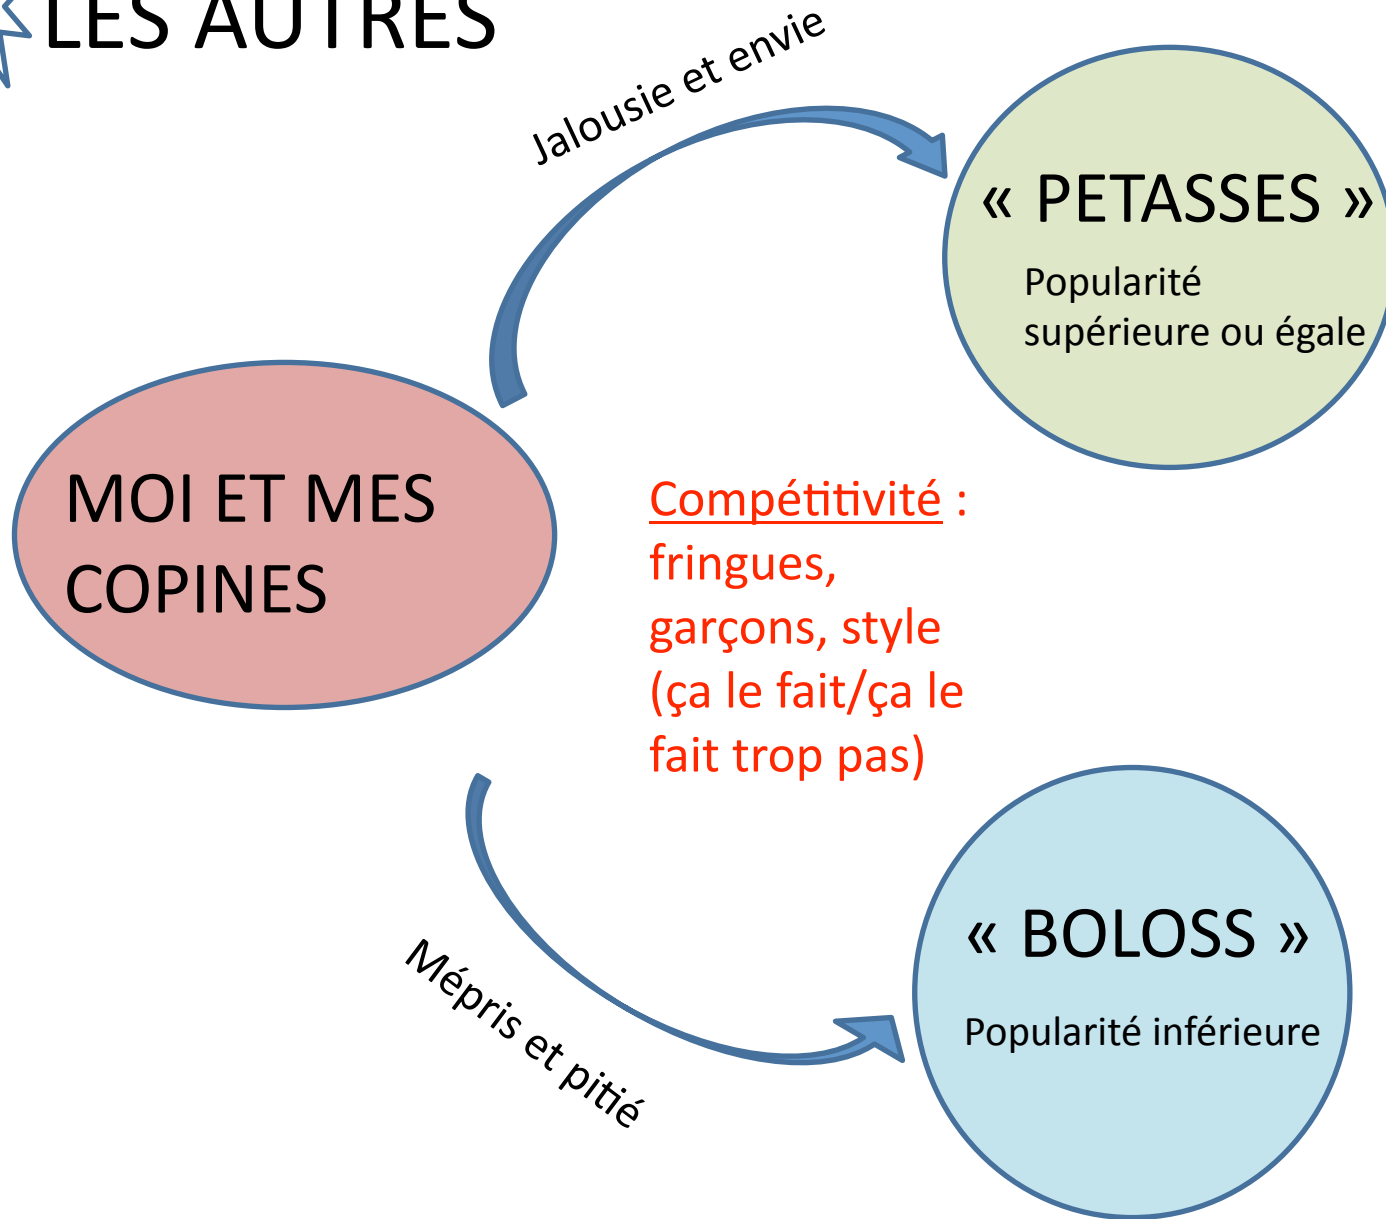 LES AUTRES
Jalousie et envie
« PETASSES »
Popularité
supérieure ou égale
MOI ET MES
COPINES
Compétitivité :
fringues,
garçons, style
(ça le fait/ça le
fait trop pas)
Mépris et pitié
« BOLOSS »
Popularité inférieure